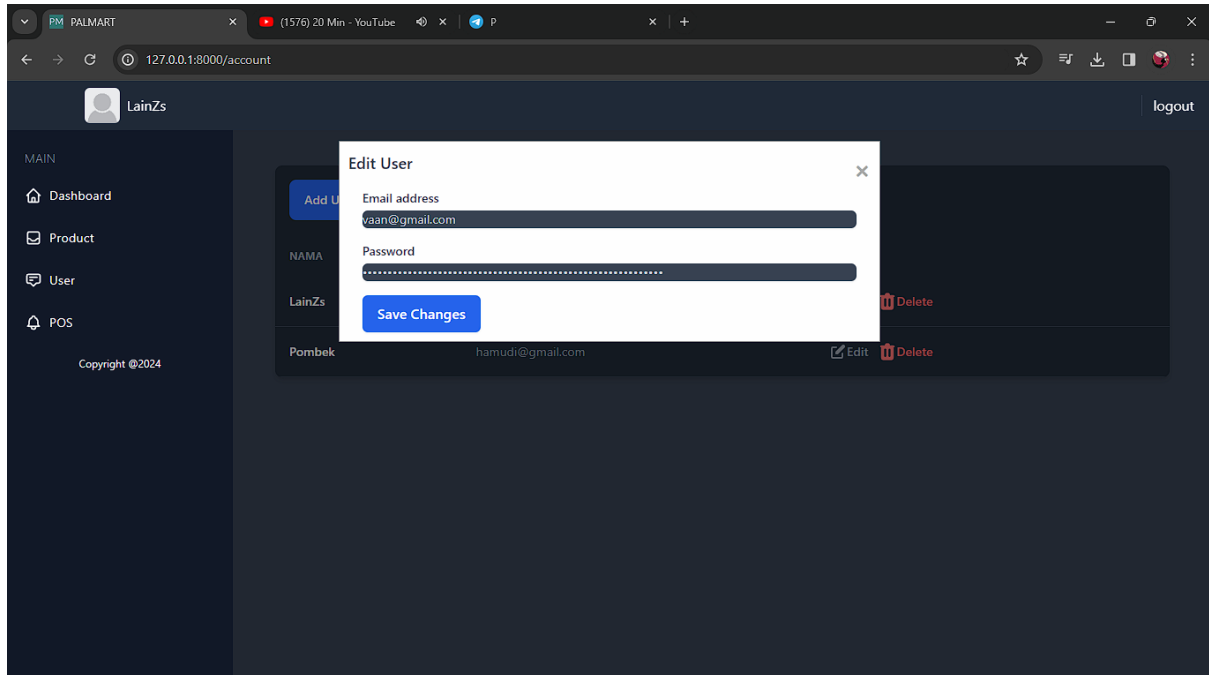 PM PALMART
(1576) 20 Min - YouTube
P
127.0.0.1:8000/account
LainZs
logout
MAIN
Dashboard
Product
User
POS
Copyright @2024
Edit User
Email address
vaan@gmail.com
Password
Save Changes
Add U
NAMA
LainZs
Delete
Pombek hamudi@gmail.com Edit Delete